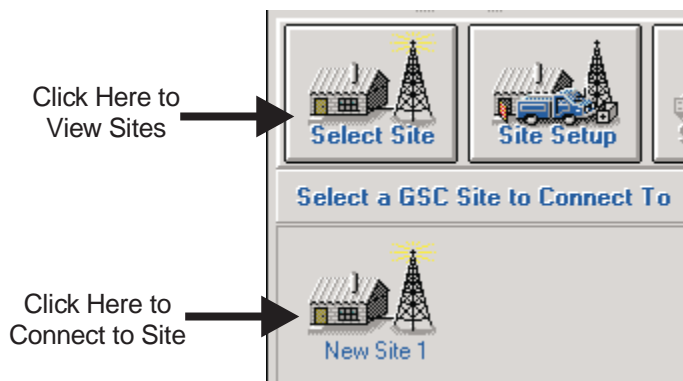 Click Here to
View Sites
Select Site
Site Setup
Select a GSC Site to Connect To
Click Here to
Connect to Site
New Site 1